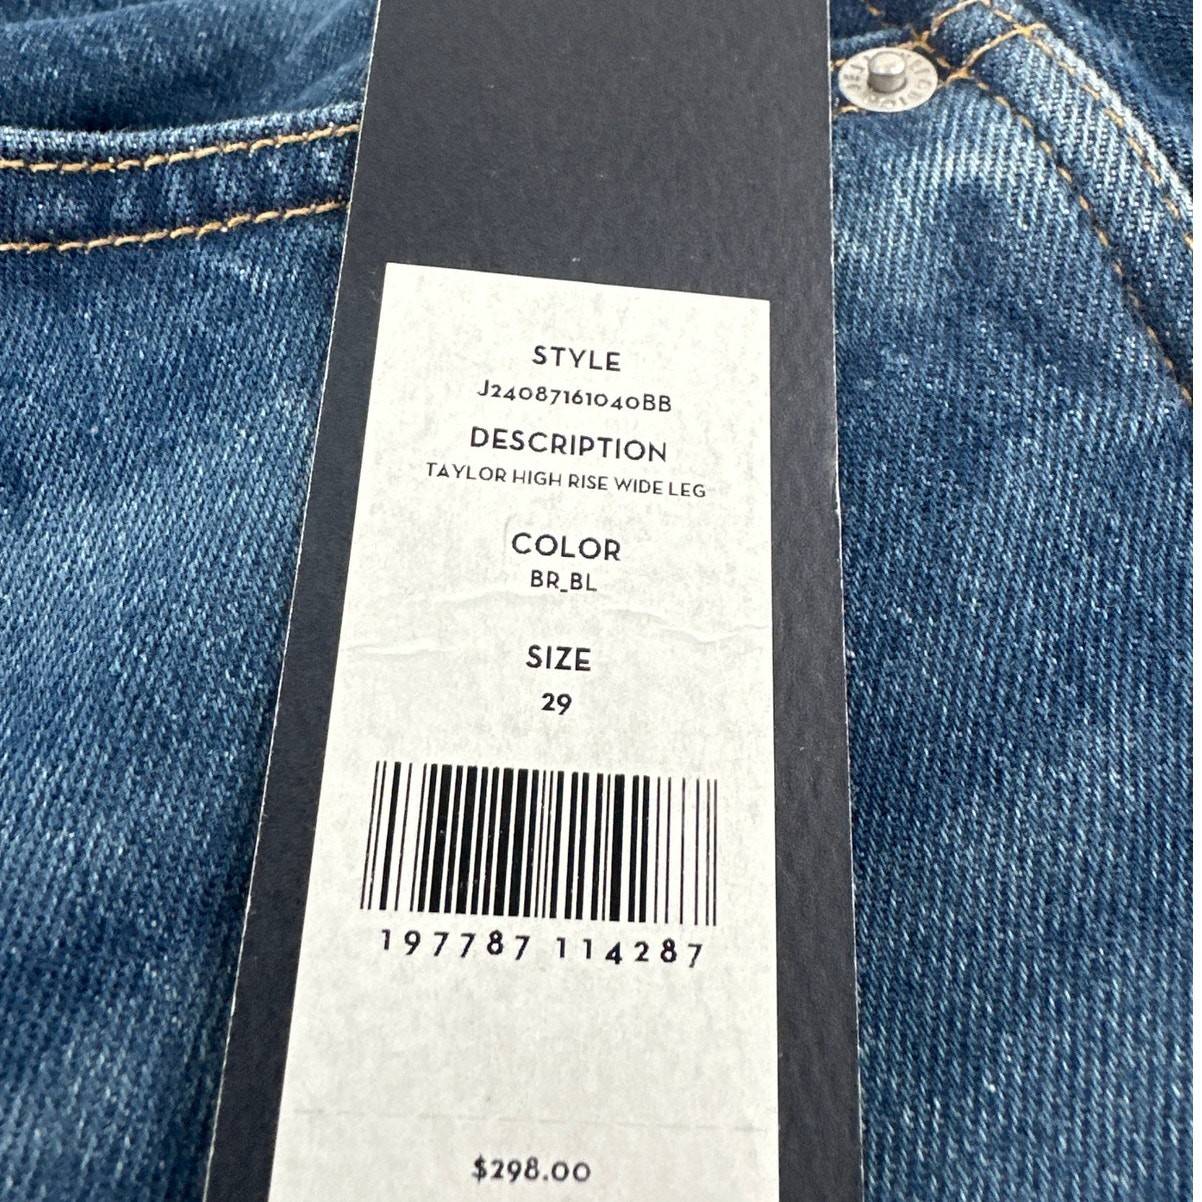 STYLE
J24087161040BB
DESCRIPTION
TAYLOR HIGH RISE WIDE LEG
COLOR
BR_BL
SIZE
29
197787 114287
$298.00